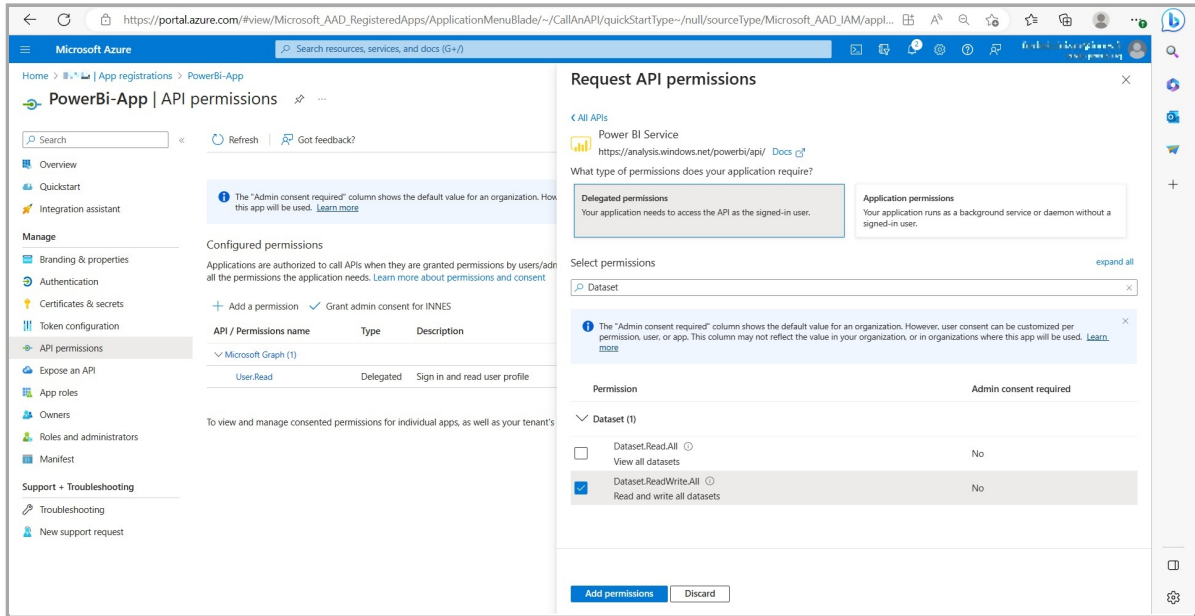 https://portal.azure.com/#view/Microsoft_AAD_RegisteredApps/ApplicationMenuBlade/~/CallAnAPI/quickStartType~/null/sourceType/Microsoft_AAD_IAM/appl...
Microsoft Azure
Search resources, services, and docs (G+/)
2
Home > | App registrations > PowerBi-App
PowerBi-App | API permissions
Search
Overview
Quickstart
Integration assistant
Manage
Branding & properties
Authentication
Certificates & secrets
Token configuration
API permissions
Expose an API
App roles
Owners
Roles and administrators
Manifest
Support + Troubleshooting
Troubleshooting
New support request
Refresh
Got feedback?
The "Admin consent required" column shows the default value for an organization. How
this app will be used. Learn more
Configured permissions
Applications are authorized to call APIs when they are granted permissions by users/adn
all the permissions the application needs. Learn more about permissions and consent
Add a permission
Grant admin consent for INNES
API / Permissions name Type Description
Microsoft Graph (1)
User.Read Delegated Sign in and read user profile
To view and manage consented permissions for individual apps, as well as your tenant's
Request API permissions
All APIs
Power BI Service
https://analysis.windows.net/powerbi/api/ Docs
What type of permissions does your application require?
Delegated permissions
Your application needs to access the API as the signed-in user.
Application permissions
Your application runs as a background service or daemon without a
signed-in user.
Select permissions
expand all
Dataset
The "Admin consent required" column shows the default value for an organization. However, user consent can be customized per
permission, user, or app. This column may not reflect the value in your organization, or in organizations where this app will be used. Learn
more
Permission Admin consent required
Dataset (1)
Dataset.Read.All
View all datasets
No
Dataset.ReadWrite.All
Read and write all datasets
No
Add permissions
Discard